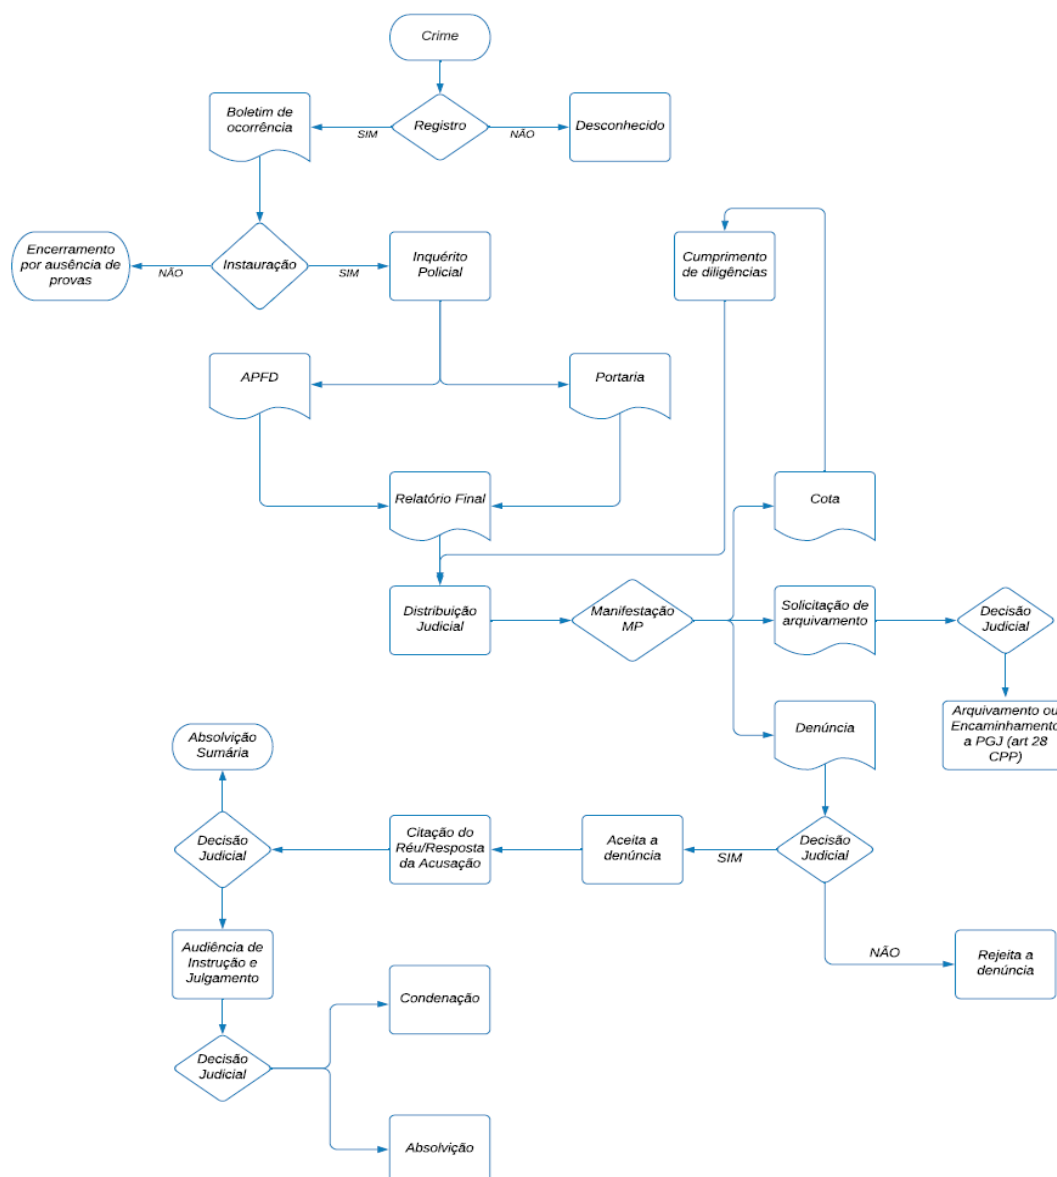 Crime
Boletim de
ocorrência
SIM
Registro
NÃO
Desconhecido
Encerramento
por ausência de
provas
NÃO
Instauração
SIM
Inquérito
Policial
Cumprimento
de diligências
APFD
Portaria
Relatório Final
Cota
Distribuição
Judicial
Manifestação
MP
Solicitação de
arquivamento
Decisão
Judicial
Arquivamento ou
Encaminhamento
a PGJ (art 28
CPP)
Denúncia
Absolvição
Sumária
Decisão
Judicial
Citação do
Réu/Resposta
da Acusação
Aceita a
denúncia
SIM
Decisão
Judicial
NÃO
Rejeita a
denúncia
Audiência de
Instrução e
Julgamento
Condenação
Decisão
Judicial
Absolvição